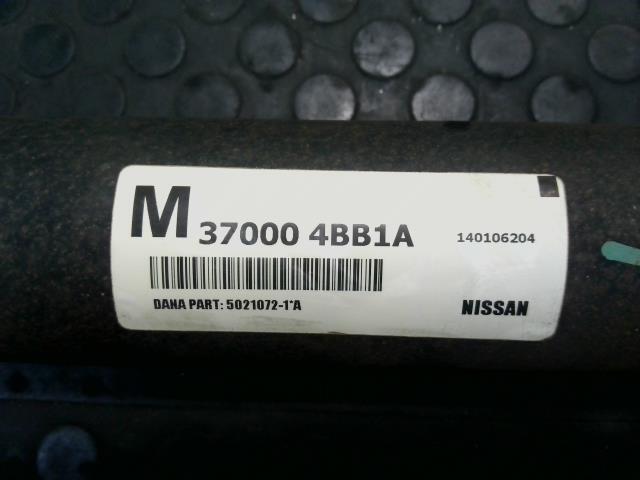 M 37000 4BB1A 140106204
DANA PART: 5021072-1*A NISSAN